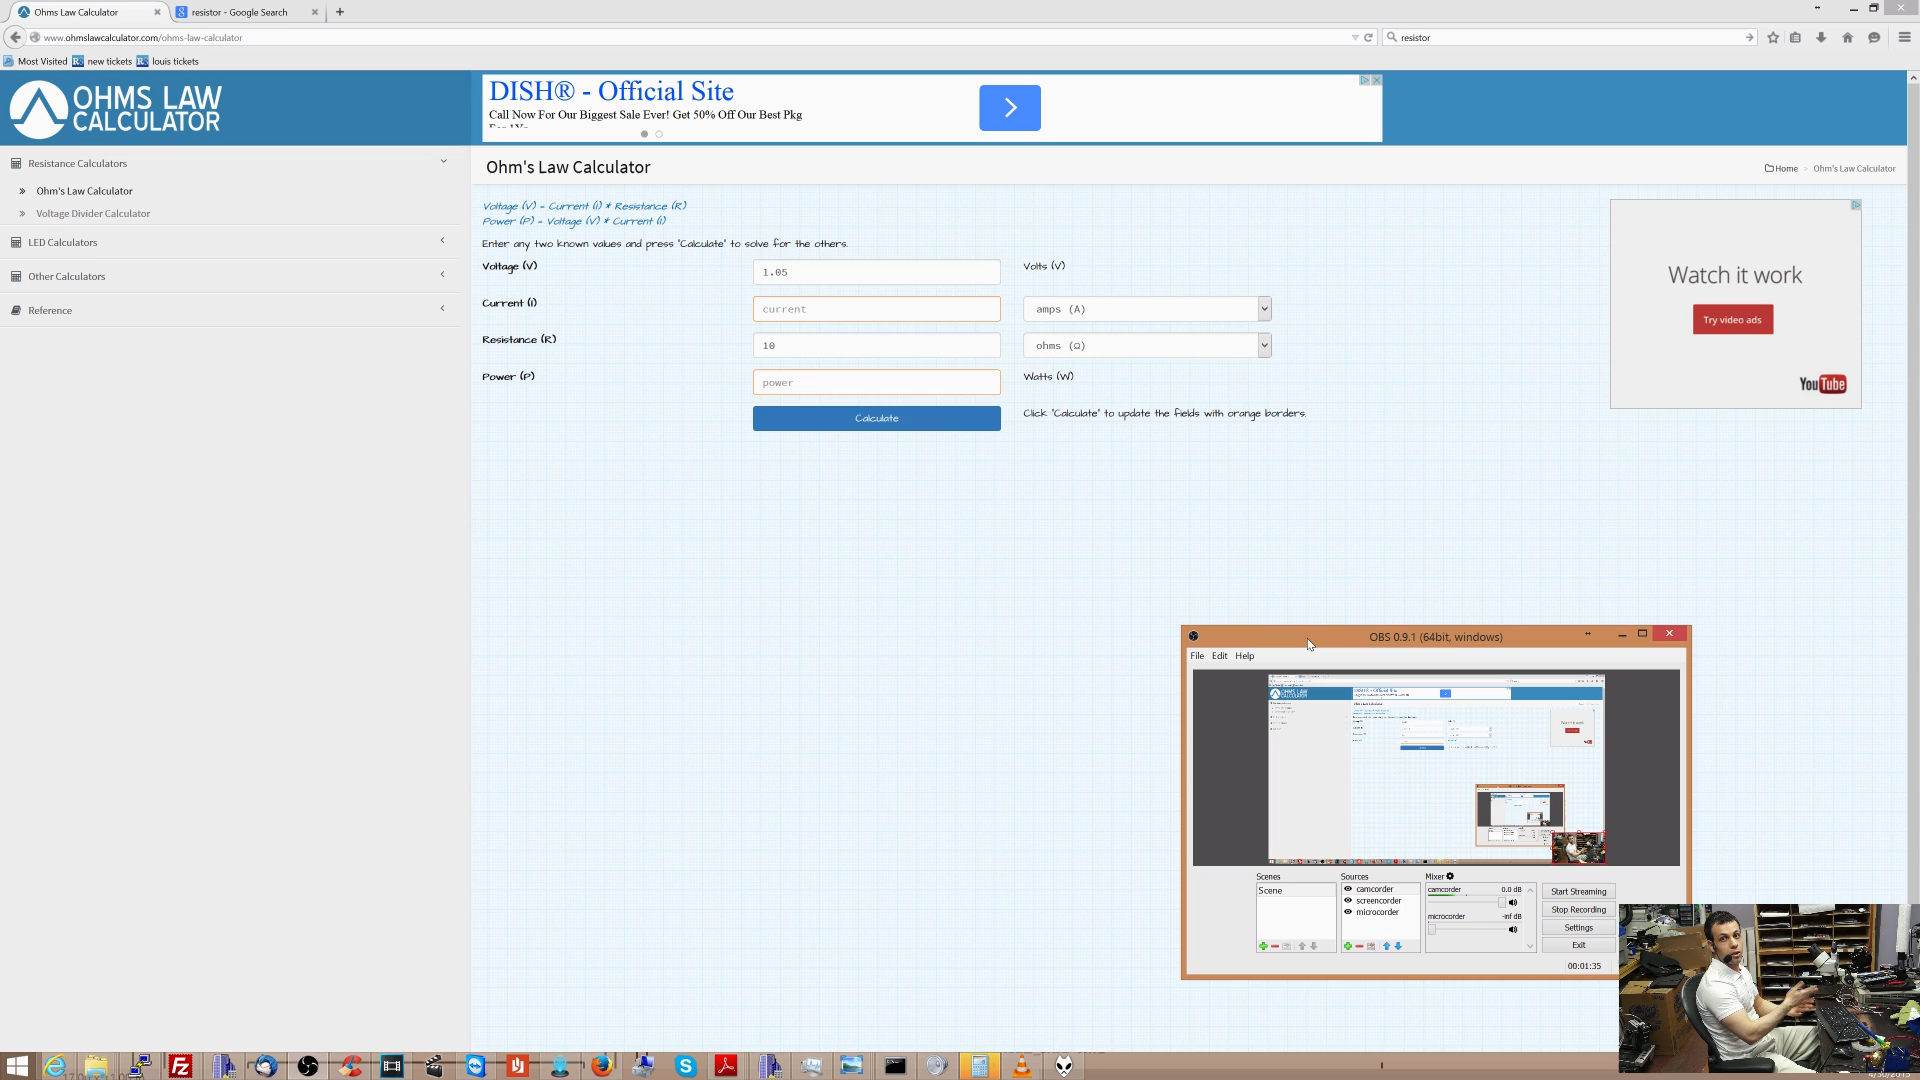 Ohms Law Calculator
resistor - Google Search
www.ohmslawcalculator.com/ohms-law-calculator
resistor
Most Visited
new tickets
louis tickets
OHMS LAW
CALCULATOR
DISH® - Official Site
Call Now For Our Biggest Sale Ever! Get 50% Off Our Best Pkg
Resistance Calculators
Ohm's Law Calculator
Voltage Divider Calculator
LED Calculators
Other Calculators
Reference
Ohm's Law Calculator
Home > Ohm's Law Calculator
Voltage (V) = Current (I) * Resistance (R)
Power (P) = Voltage (V) * Current (I)
Enter any two known values and press "Calculate" to solve for the others.
Voltage (V)
1.05
Volts (V)
Current (I)
current
amps (A)
Resistance (R)
10
ohms (Ω)
Power (P)
power
Watts (W)
Calculate
Click "Calculate" to update the fields with orange borders.
Watch it work
Try video ads
YouTube
OBS 0.9.1 (64bit, windows)
File Edit Help
Scenes
Scene
Sources
camcorder
screencorder
microcorder
Mixer
camcorder 0.0 dB
microcorder -inf dB
Start Streaming
Stop Recording
Settings
Exit
00:01:35